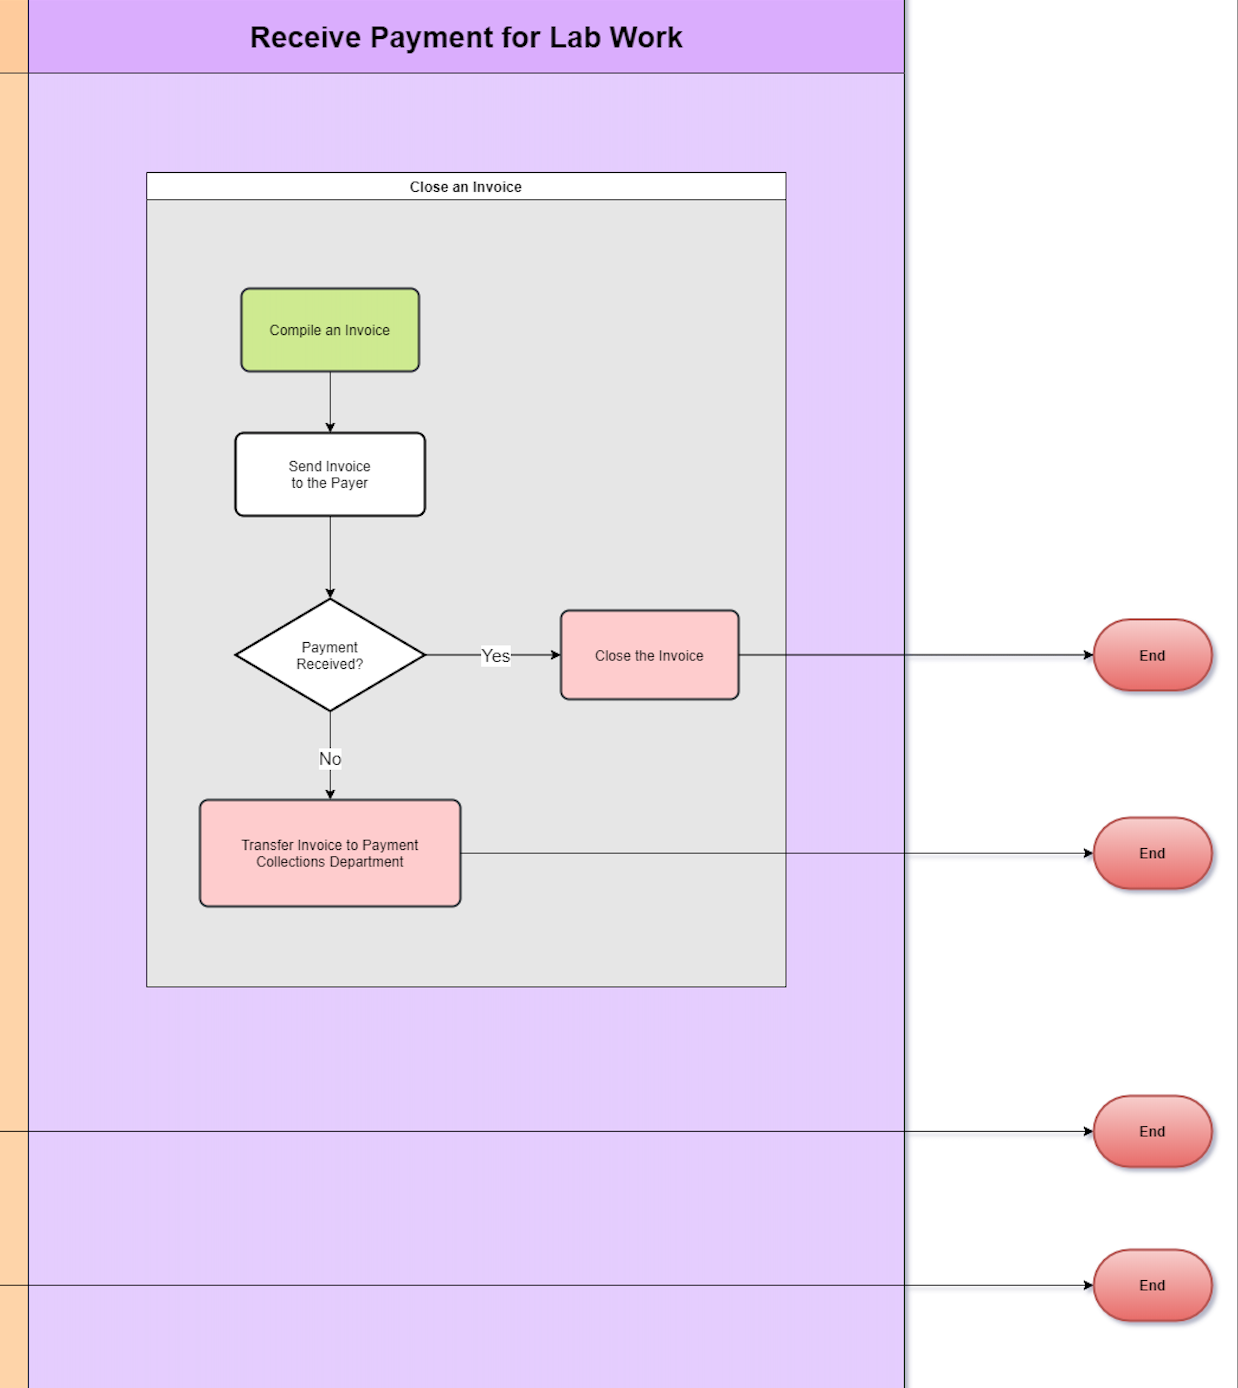 Receive Payment for Lab Work
Close an Invoice
Compile an Invoice
Send Invoice
to the Payer
Payment
Received?
Yes
Close the Invoice
End
No
Transfer Invoice to Payment
Collections Department
End
End
End